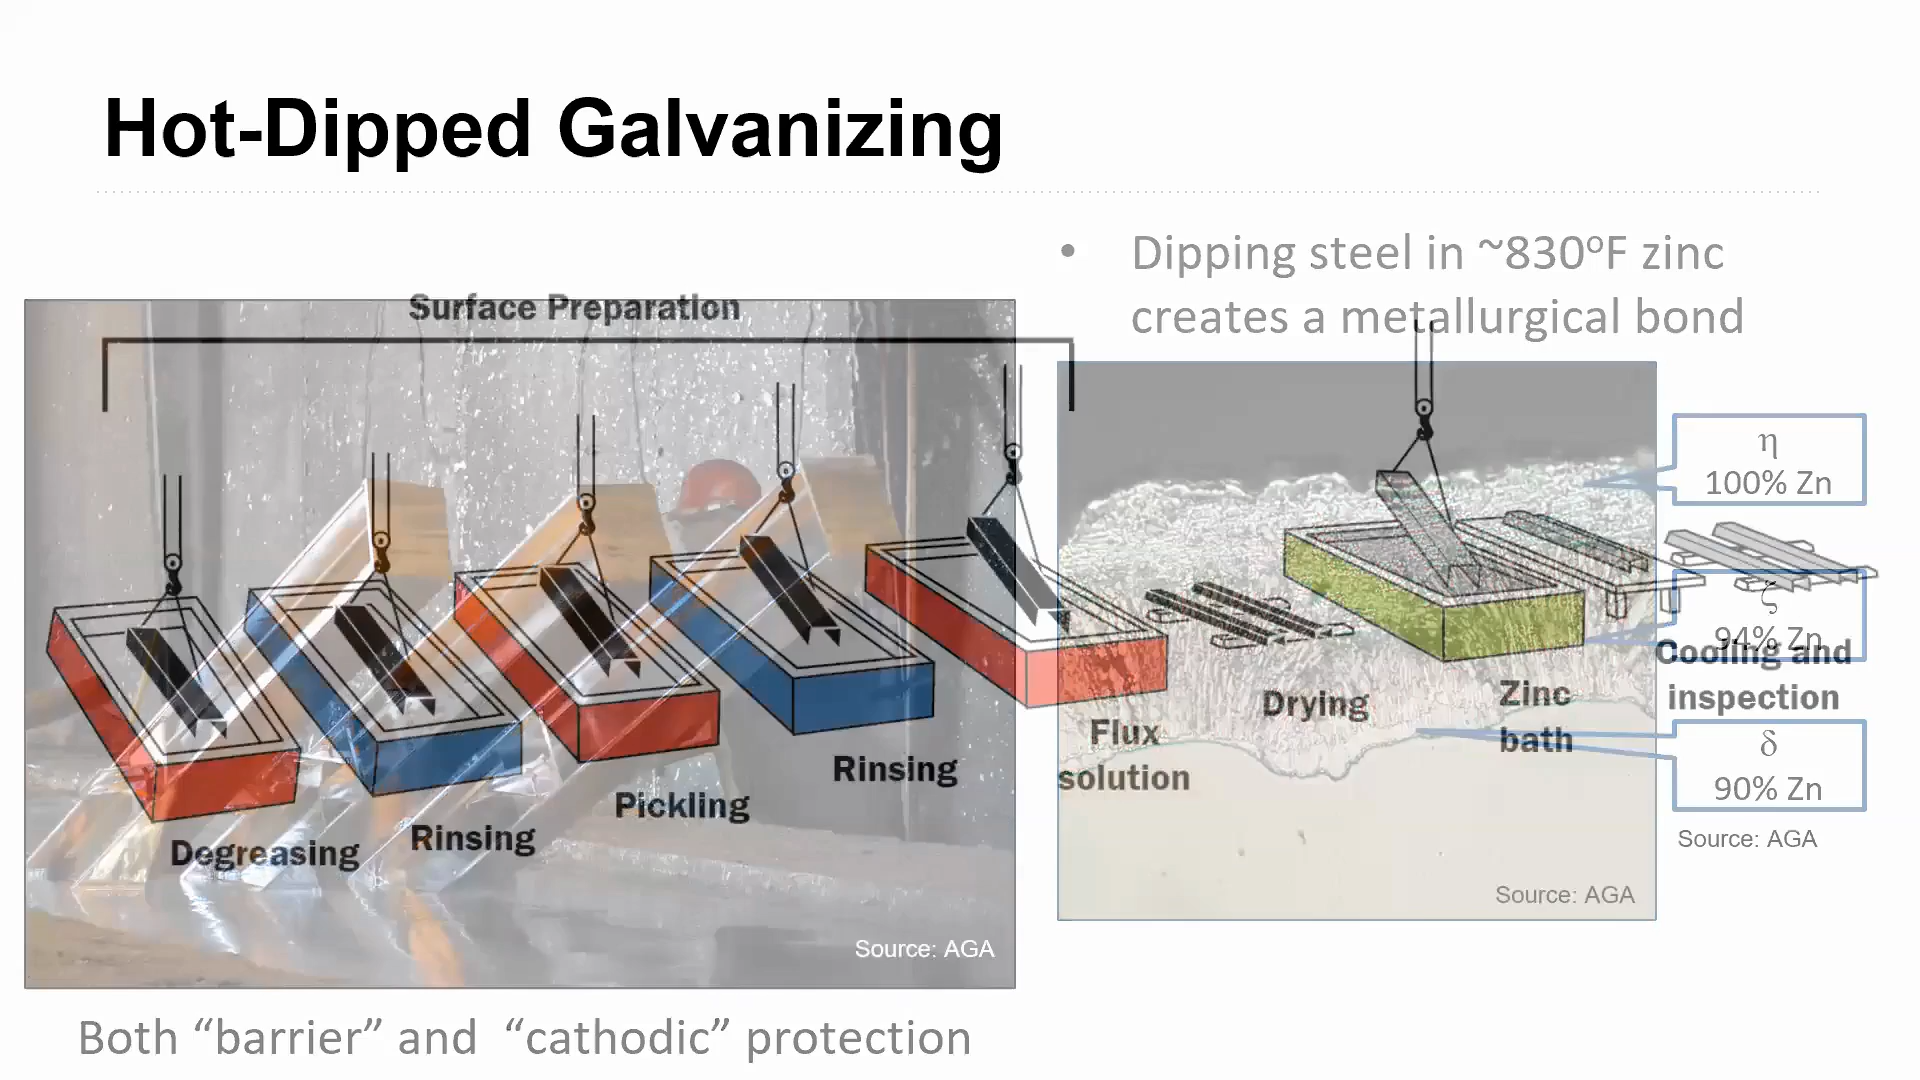 Hot-Dipped Galvanizing
• Dipping steel in ~830ºF zinc
creates a metallurgical bond
Surface Preparation
Degreasing
Rinsing
Pickling
Rinsing
Flux
solution
Drying
Zinc
bath
Cooling and
inspection
η
100% Zn
ζ
94% Zn
δ
90% Zn
Source: AGA
Source: AGA
Source: AGA
Both “barrier” and “cathodic” protection